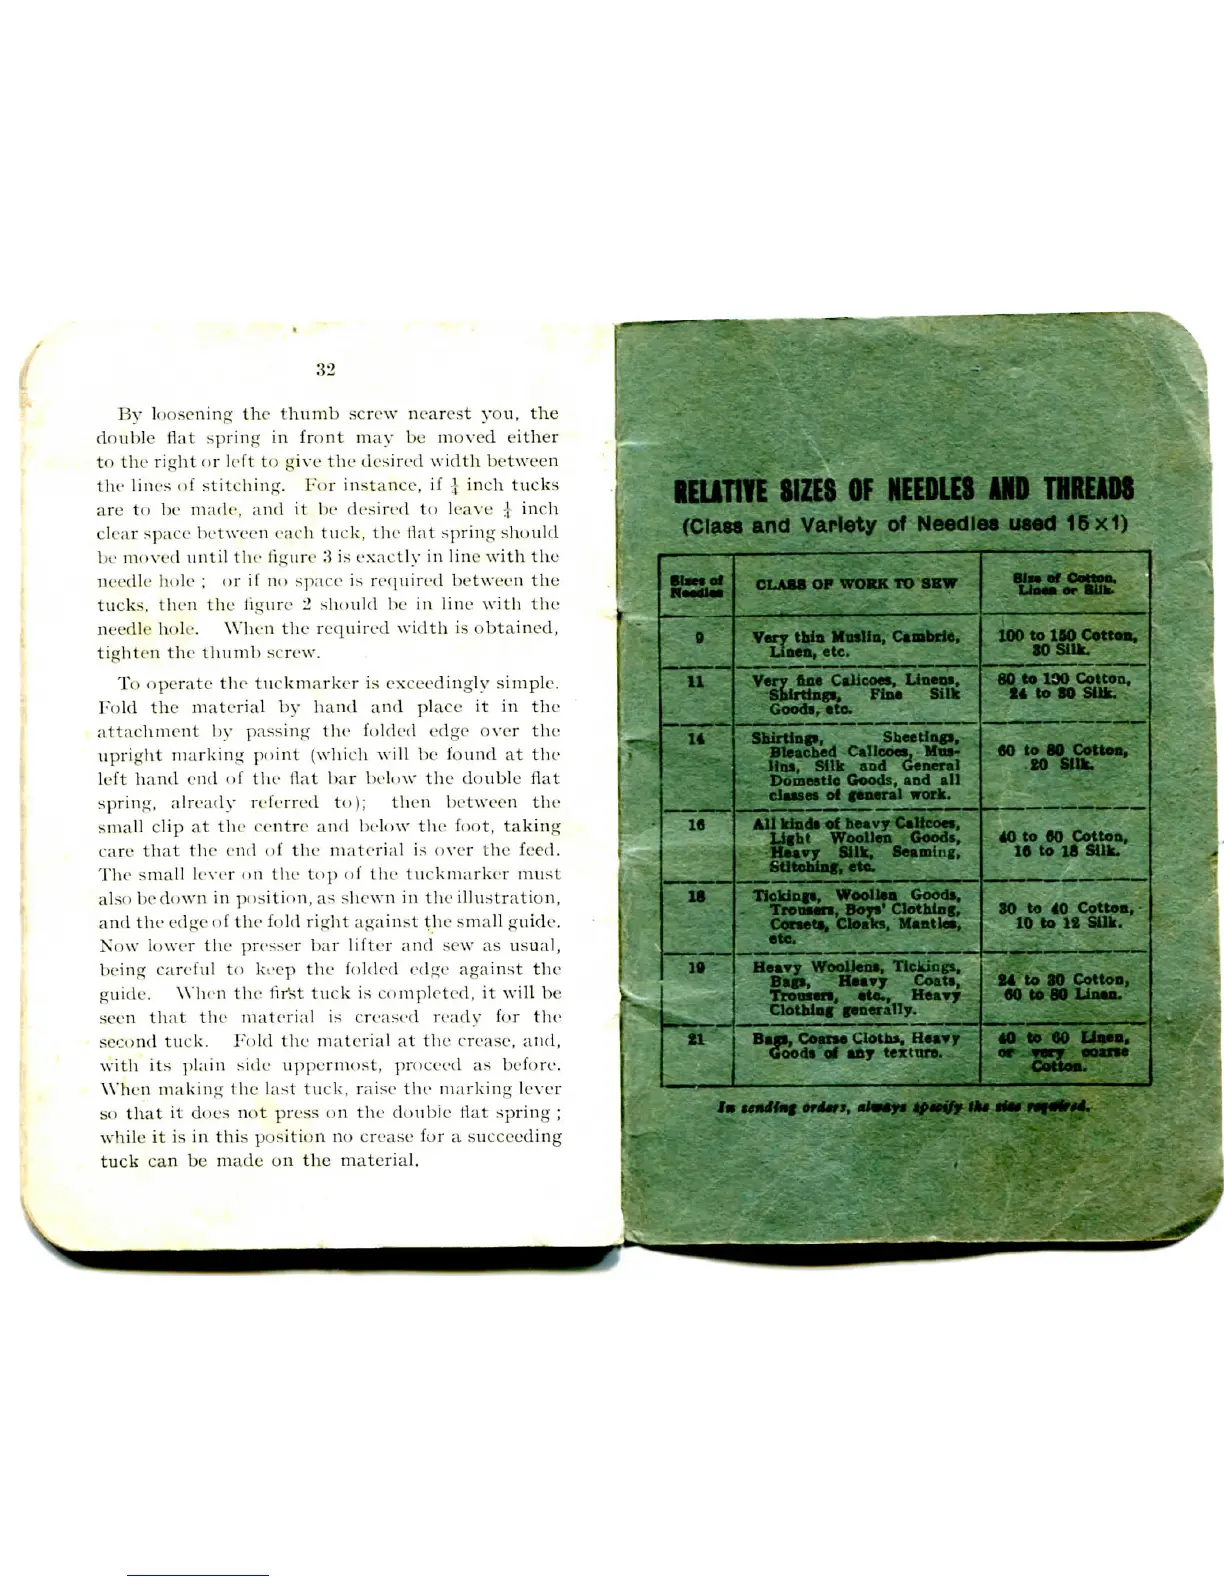 32
By loosening the thumb screw nearest you, the
double flat spring in front may be moved either
to the right or left to give the desired width between
the lines of stitching. For instance, if ¼ inch tucks
are to be made, and it be desired to leave ¼ inch
clear space between each tuck, the flat spring should
be moved until the figure 3 is exactly in line with the
needle hole ; or if no space is required between the
tucks, then the figure 2 should be in line with the
needle hole. When the required width is obtained,
tighten the thumb screw.
To operate the tuckmarker is exceedingly simple.
Fold the material by hand and place it in the
attachment by passing the folded edge over the
upright marking point (which will be found at the
left hand end of the flat bar below the double flat
spring, already referred to); then between the
small clip at the centre and below the foot, taking
care that the end of the material is over the feed.
The small lever on the top of the tuckmarker must
also be down in position, as shewn in the illustration,
and the edge of the fold right against the small guide.
Now lower the presser bar lifter and sew as usual,
being careful to keep the folded edge against the
guide. When the first tuck is completed, it will be
seen that the material is creased ready for the
second tuck. Fold the material at the crease, and,
with its plain side uppermost, proceed as before.
When making the last tuck, raise the marking lever
so that it does not press on the double flat spring ;
while it is in this position no crease for a succeeding
tuck can be made on the material.
RELATIVE SIZES OF NEEDLES AND THREADS
(Class and Variety of Needles used 15 x 1)
Sizes of
Needles
CLASS OF WORK TO SEW
Size of Cotton,
Linen or Silk.
9
Very thin Muslin, Cambric,
Linen, etc.
100 to 150 Cotton,
30 Silk.
11
Very fine Calicoes, Linens,
Shirtings, Fine Silk
Goods, etc.
80 to 100 Cotton,
24 to 30 Silk.
14
Shirtings, Sheetings,
Bleached Calicoes, Mus-
lins, Silk and General
Domestic Goods, and all
classes of general work.
60 to 80 Cotton,
20 Silk.
16
All kinds of heavy Calicoes,
Light Woollen Goods,
Heavy Silk, Seaming,
Stitching, etc.
40 to 60 Cotton,
16 to 18 Silk.
18
Tickings, Woollen Goods,
Trousers, Boys' Clothing,
Corsets, Cloaks, Mantles,
etc.
30 to 40 Cotton,
10 to 12 Silk.
19
Heavy Woollens, Tickings,
Bags, Heavy Coats,
Trousers, etc., Heavy
Clothing generally.
24 to 30 Cotton,
60 to 80 Linen.
21
Bags, Coarse Cloths, Heavy
Goods of any texture.
40 to 60 Linen,
or very coarse
Cotton.
In sending orders, always specify the size required.